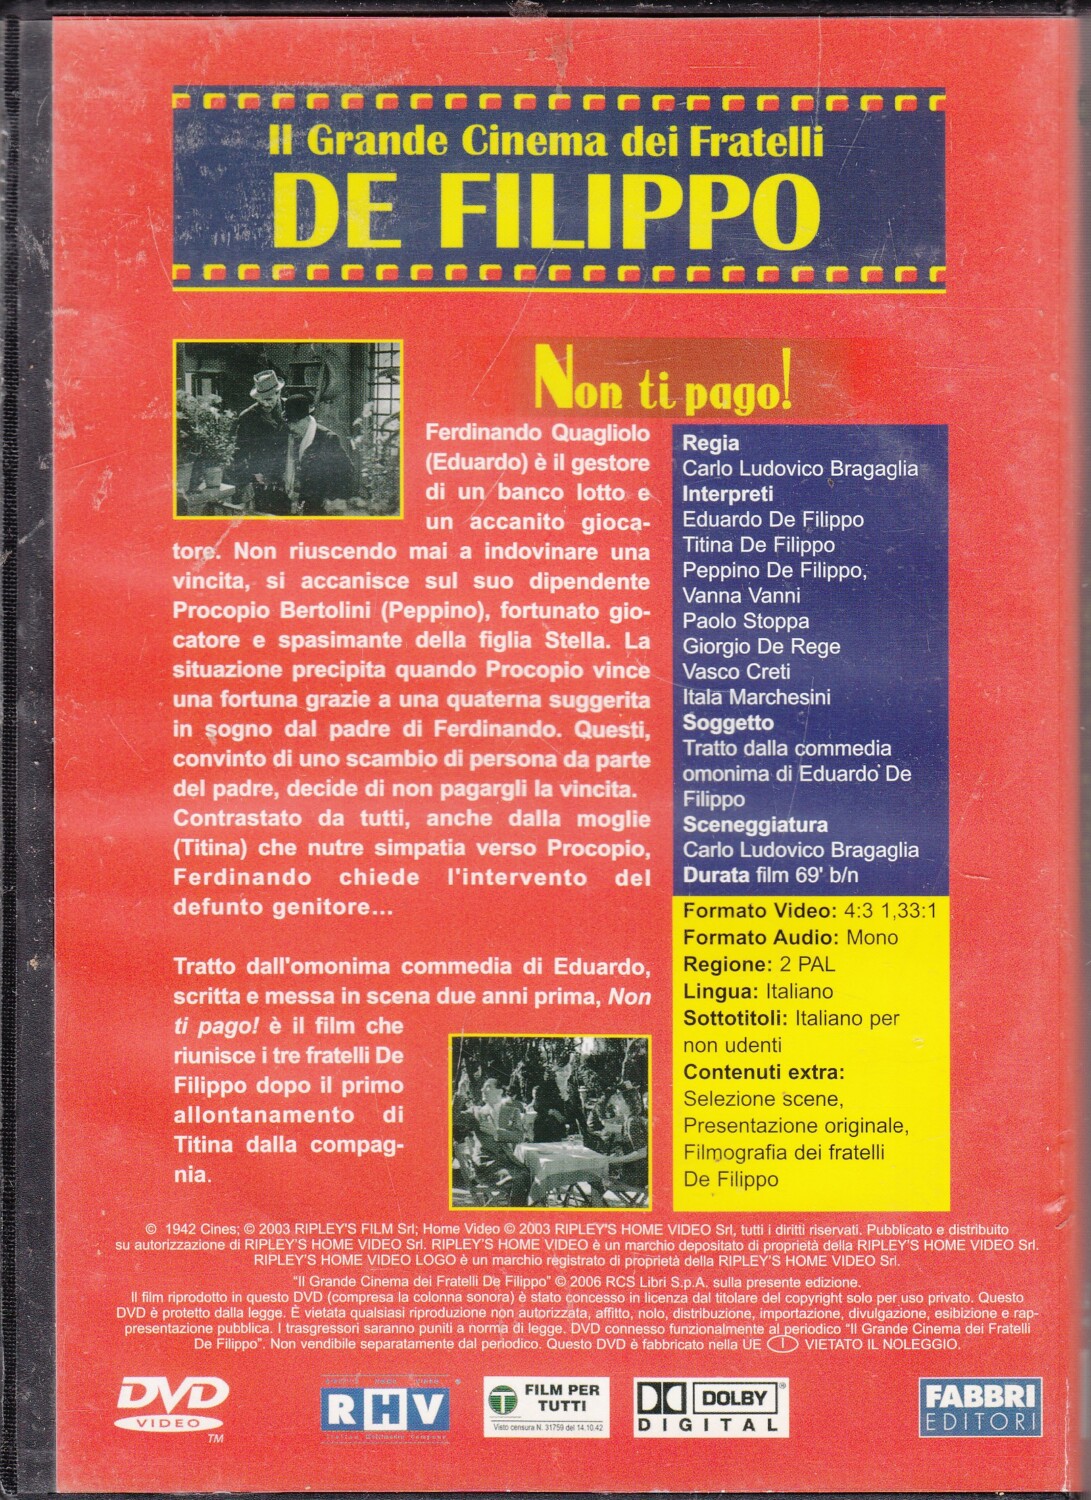 Il Grande Cinema dei Fratelli
DE FILIPPO
Non ti pago!
Ferdinando Quagliolo
(Eduardo) è il gestore
di un banco lotto e
un accanito gioca-
tore. Non riuscendo mai a indovinare una
vincita, si accanisce sul suo dipendente
Procopio Bertolini (Peppino), fortunato gio-
catore e spasimante della figlia Stella. La
situazione precipita quando Procopio vince
una fortuna grazie a una quaterna suggerita
in sogno dal padre di Ferdinando. Questi,
convinto di uno scambio di persona da parte
del padre, decide di non pagargli la vincita.
Contrastato da tutti, anche dalla moglie
(Titina) che nutre simpatia verso Procopio,
Ferdinando chiede l'intervento del
defunto genitore...
Tratto dall'omonima commedia di Eduardo,
scritta e messa in scena due anni prima, Non
ti pago! è il film che
riunisce i tre fratelli De
Filippo dopo il primo
allontanamento di
Titina dalla compag-
nia.
Regia
Carlo Ludovico Bragaglia
Interpreti
Eduardo De Filippo
Titina De Filippo
Peppino De Filippo,
Vanna Vanni
Paolo Stoppa
Giorgio De Rege
Vasco Creti
Itala Marchesini
Soggetto
Tratto dalla commedia
omonima di Eduardo De
Filippo
Sceneggiatura
Carlo Ludovico Bragaglia
Durata film 69' b/n
Formato Video: 4:3 1,33:1
Formato Audio: Mono
Regione: 2 PAL
Lingua: Italiano
Sottotitoli: Italiano per
non udenti
Contenuti extra:
Selezione scene,
Presentazione originale,
Filmografia dei fratelli
De Filippo
© 1942 Cines; © 2003 RIPLEY'S FILM Srl; Home Video © 2003 RIPLEY'S HOME VIDEO Srl, tutti i diritti riservati. Pubblicato e distribuito
su autorizzazione di RIPLEY'S HOME VIDEO Srl. RIPLEY'S HOME VIDEO è un marchio depositato di proprietà della RIPLEY'S HOME VIDEO Srl.
RIPLEY'S HOME VIDEO LOGO è un marchio registrato di proprietà della RIPLEY'S HOME VIDEO Srl.
"Il Grande Cinema dei Fratelli De Filippo" © 2006 RCS Libri S.p.A. sulla presente edizione.
Il film riprodotto in questo DVD (compresa la colonna sonora) è stato concesso in licenza dal titolare del copyright solo per uso privato. Questo
DVD è protetto dalla legge. È vietata qualsiasi riproduzione non autorizzata, affitto, nolo, distribuzione, importazione, divulgazione, esibizione e rap-
presentazione pubblica. I trasgressori saranno puniti a norma di legge. DVD connesso funzionalmente al periodico "Il Grande Cinema dei Fratelli
De Filippo". Non vendibile separatamente dal periodico. Questo DVD è fabbricato nella UE I VIETATO IL NOLEGGIO.
DVD
VIDEO
TM
RHV
T FILM PER
TUTTI
Visto censura N. 31759 del 14.10.42
DOLBY®
DIGITAL
FABBRI
EDITORI